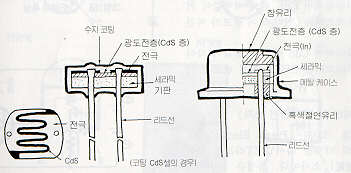 수지 코팅
광도전층 (CdS 층)
전극
세라믹
기판
리드선
전극
CdS
(코팅 CdS셀의 경우)
창유리
광도전층 (CdS 층)
전극(In)
세라믹
메탈 케이스
흑색절연유리
리드선